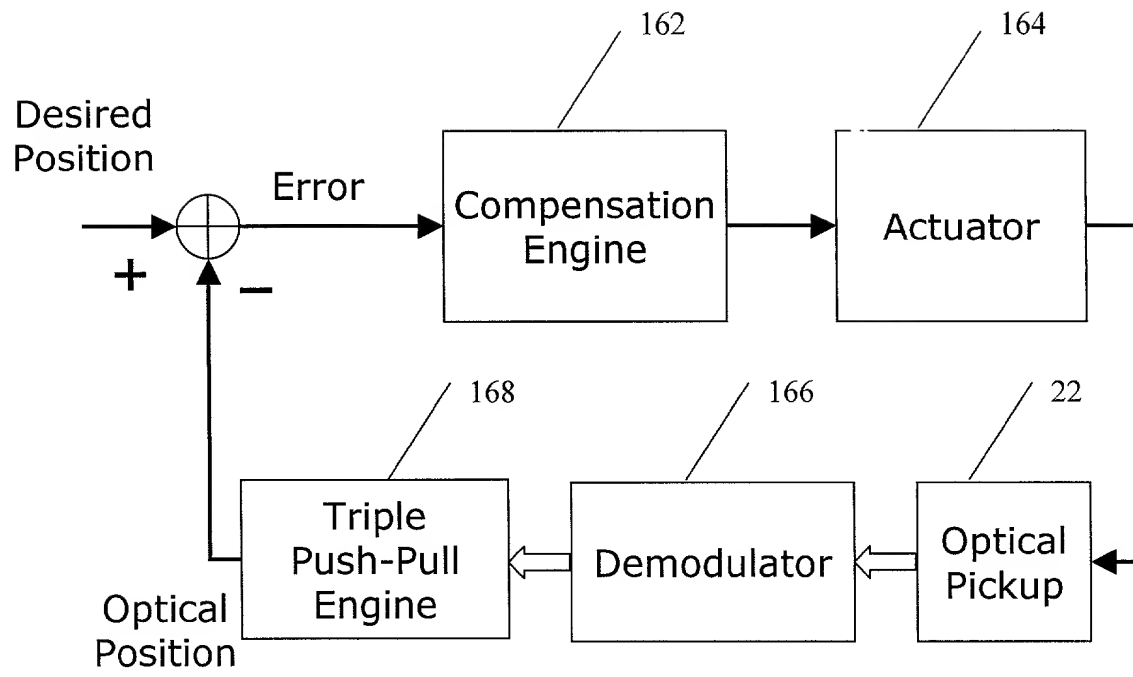 162
164
Desired
Position
Error
Compensation
Engine
Actuator
+
−
168
166
22
Triple
Push-Pull
Engine
Demodulator
Optical
Pickup
Optical
Position